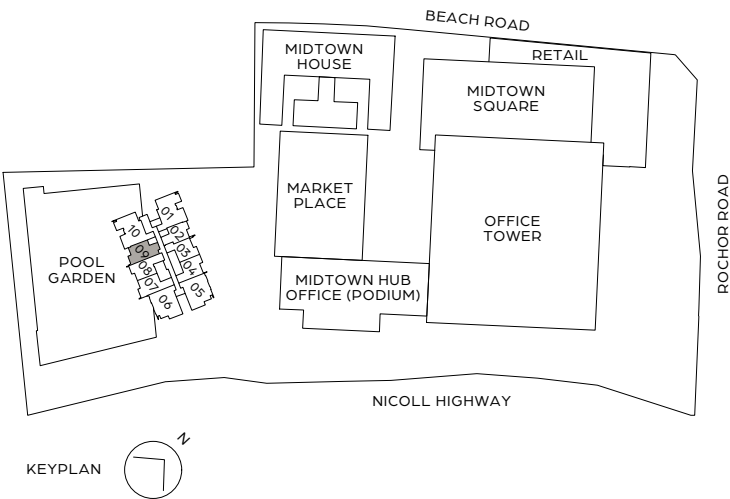 BEACH ROAD
MIDTOWN
HOUSE
RETAIL
MIDTOWN
SQUARE
MARKET
PLACE
OFFICE
TOWER
ROCHOR ROAD
01
02
03
04
05
10
09
08
07
06
POOL
GARDEN
MIDTOWN HUB
OFFICE (PODIUM)
NICOLL HIGHWAY
N
KEYPLAN